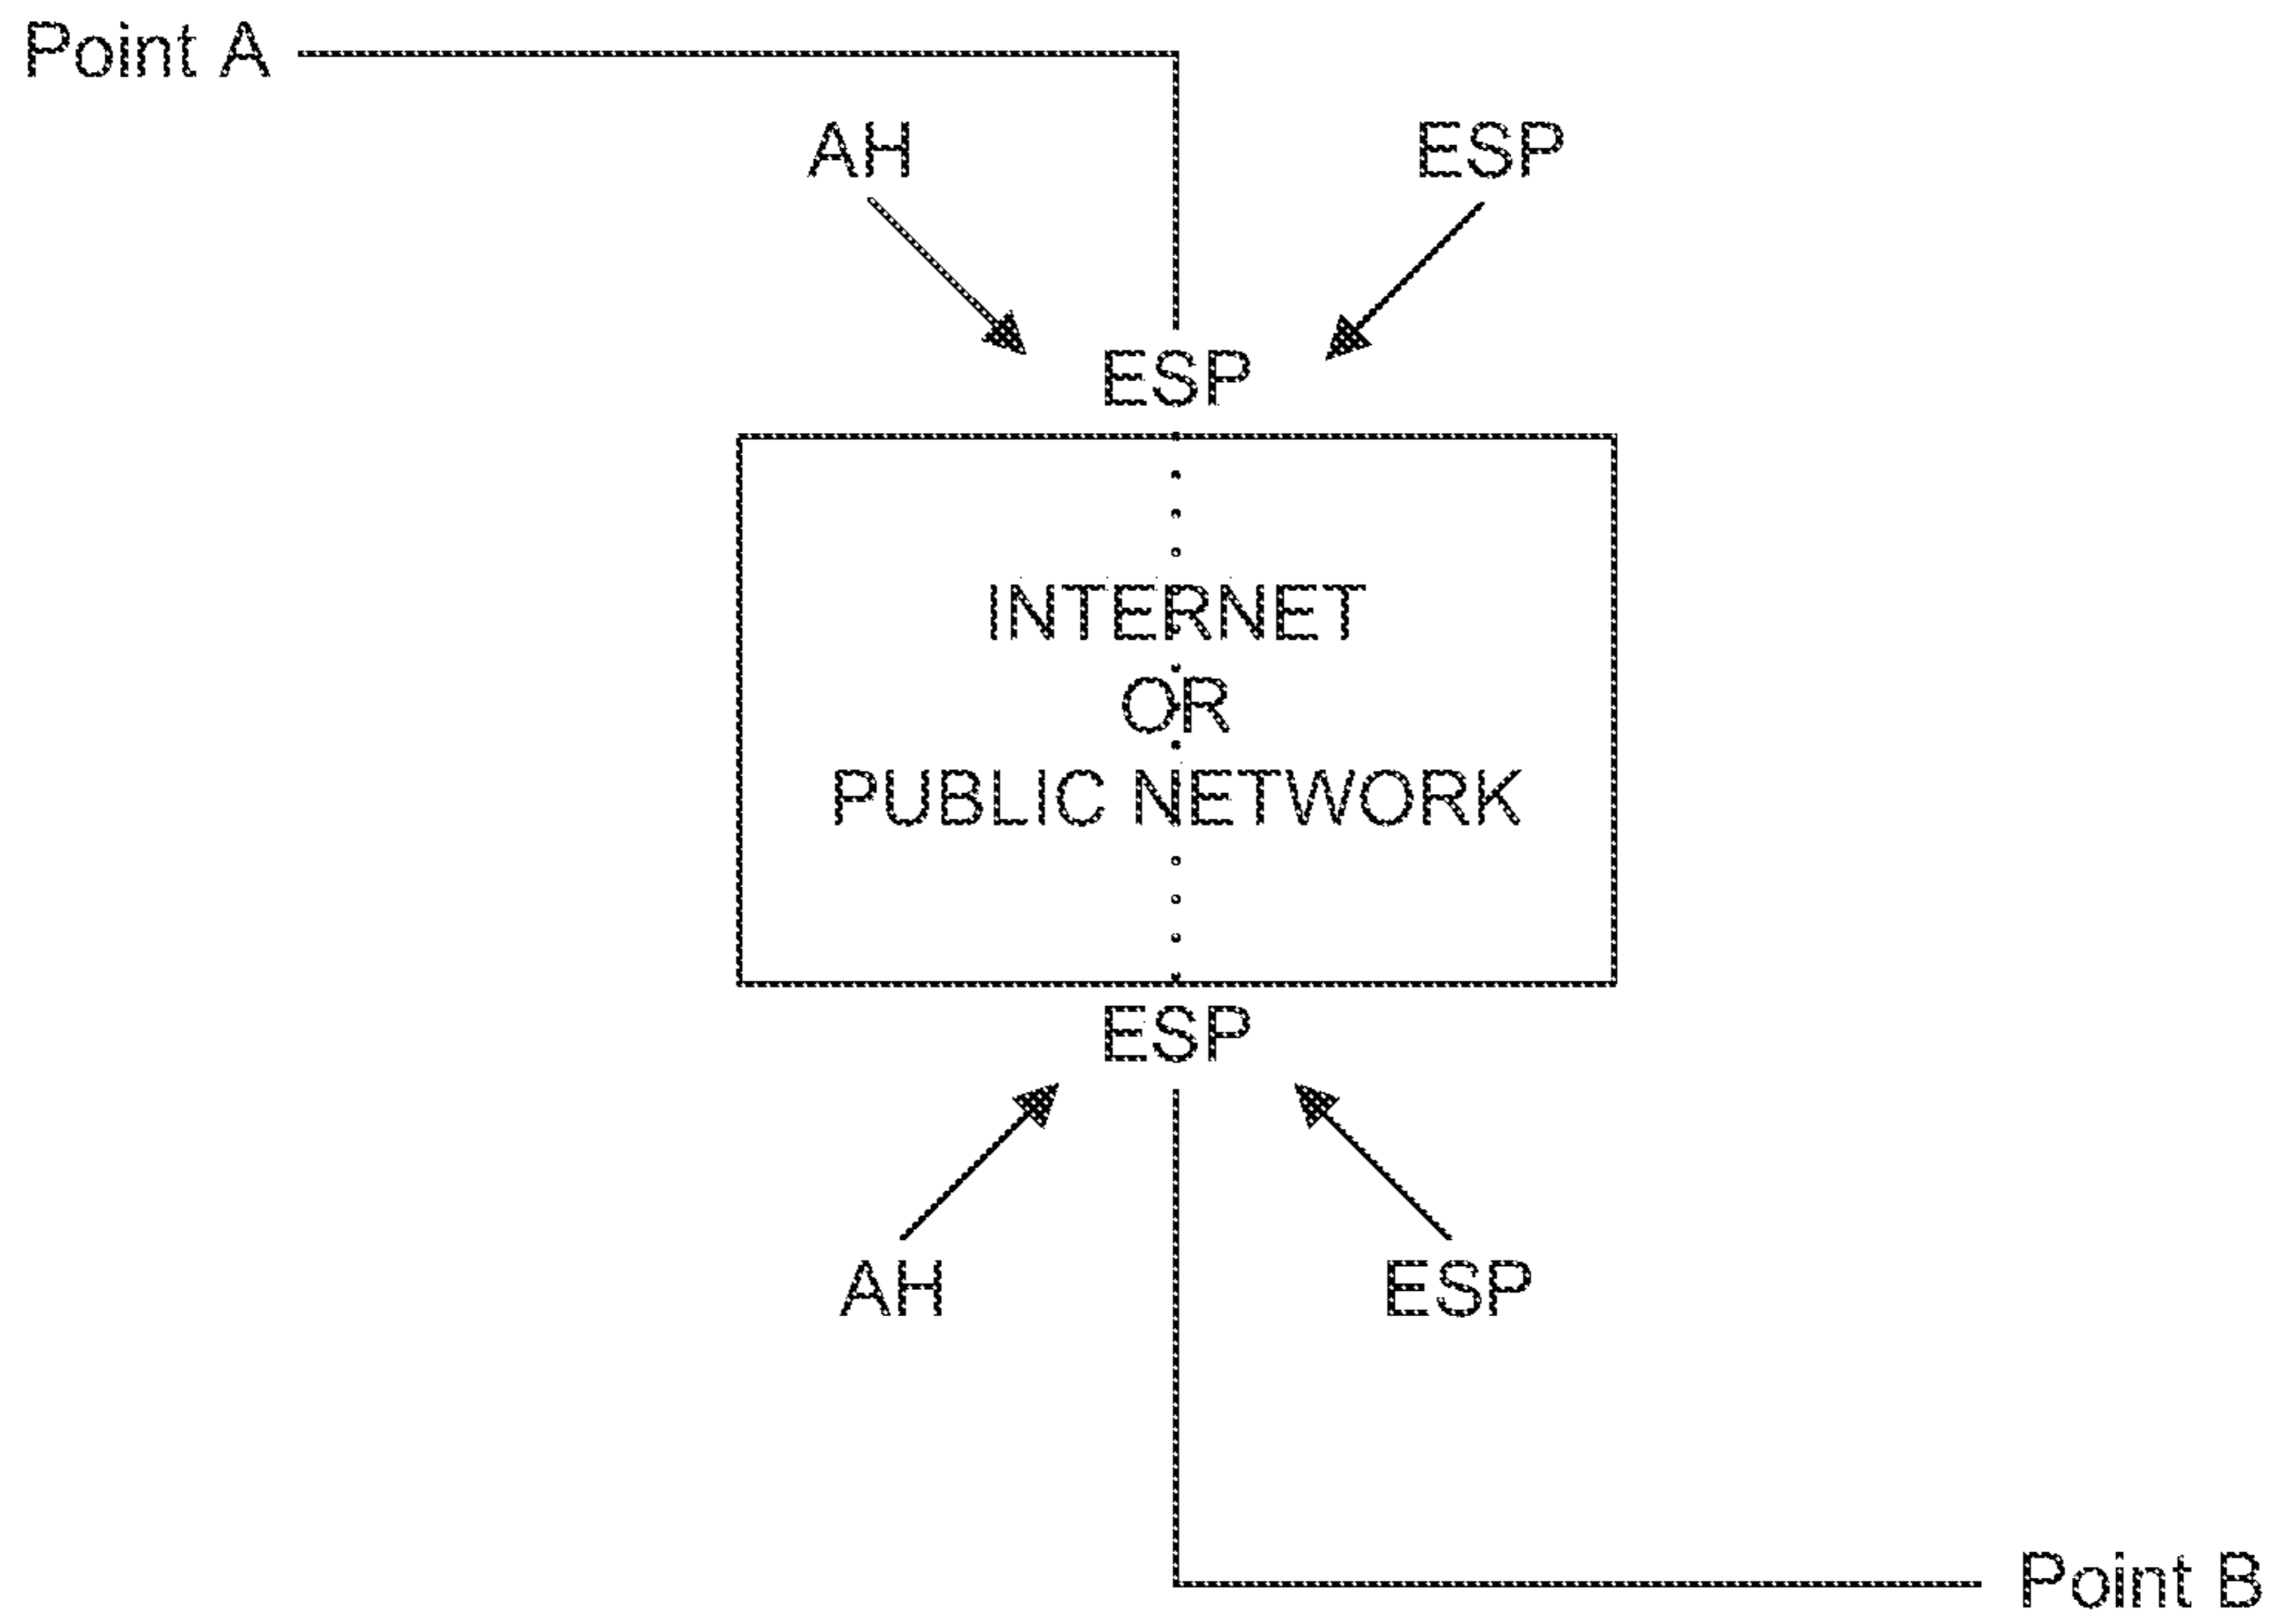 Point A
AH
ESP
ESP
INTERNET
OR
PUBLIC NETWORK
ESP
AH
ESP
Point B